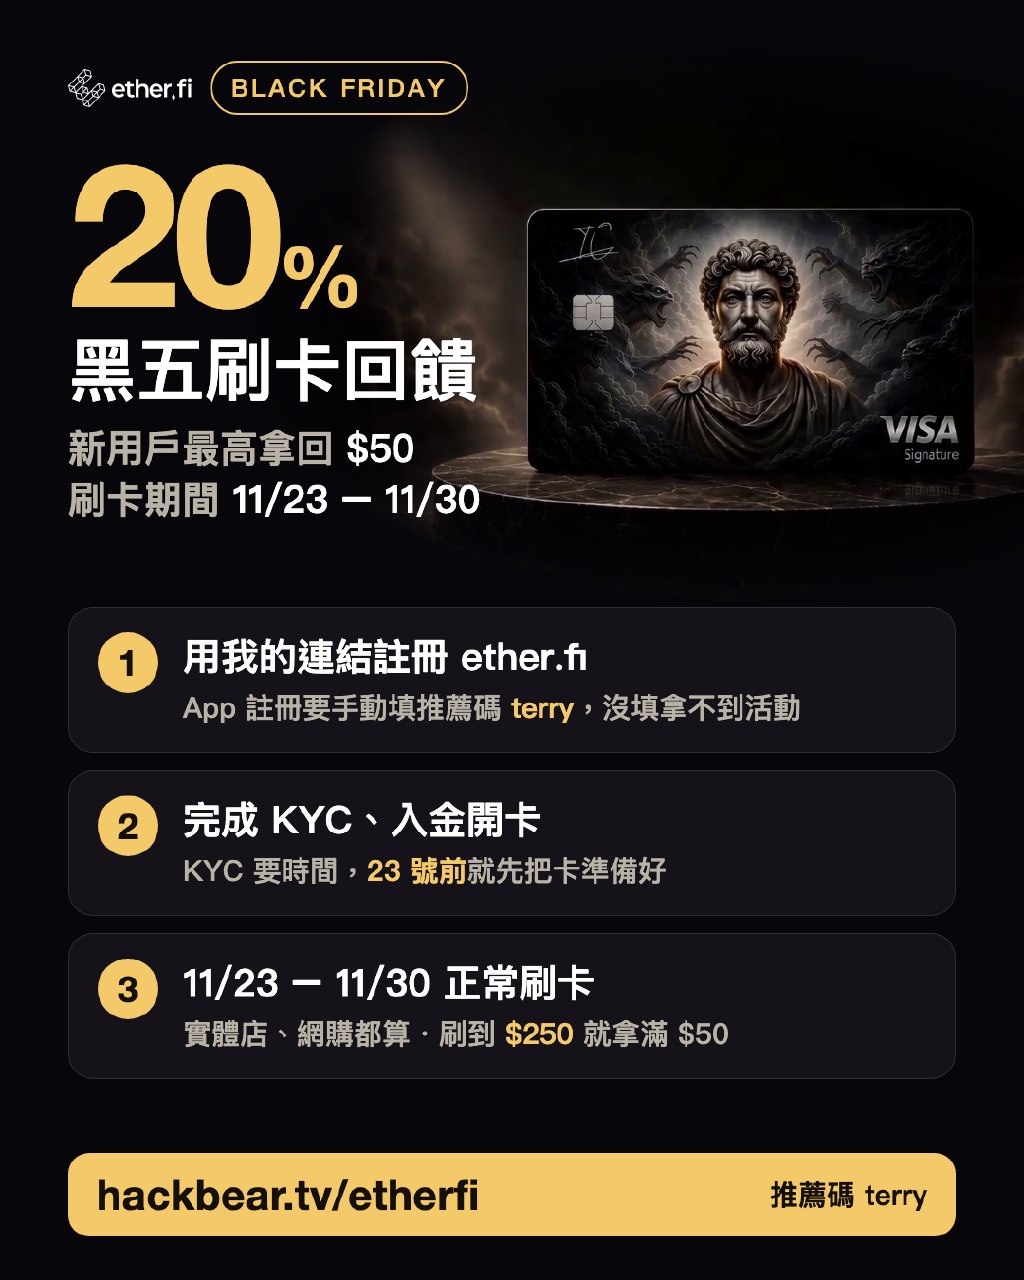 ether.fi
BLACK FRIDAY
20%
黑五刷卡回饋
新用戶最高拿回 $50
刷卡期間 11/23 – 11/30
VISA
Signature
1
用我的連結註冊 ether.fi
App 註冊要手動填推薦碼 terry，沒填拿不到活動
2
完成 KYC、入金開卡
KYC 要時間，23 號前就先把卡準備好
3
11/23 – 11/30 正常刷卡
實體店、網購都算 · 刷到 $250 就拿滿 $50
hackbear.tv/etherfi
推薦碼 terry